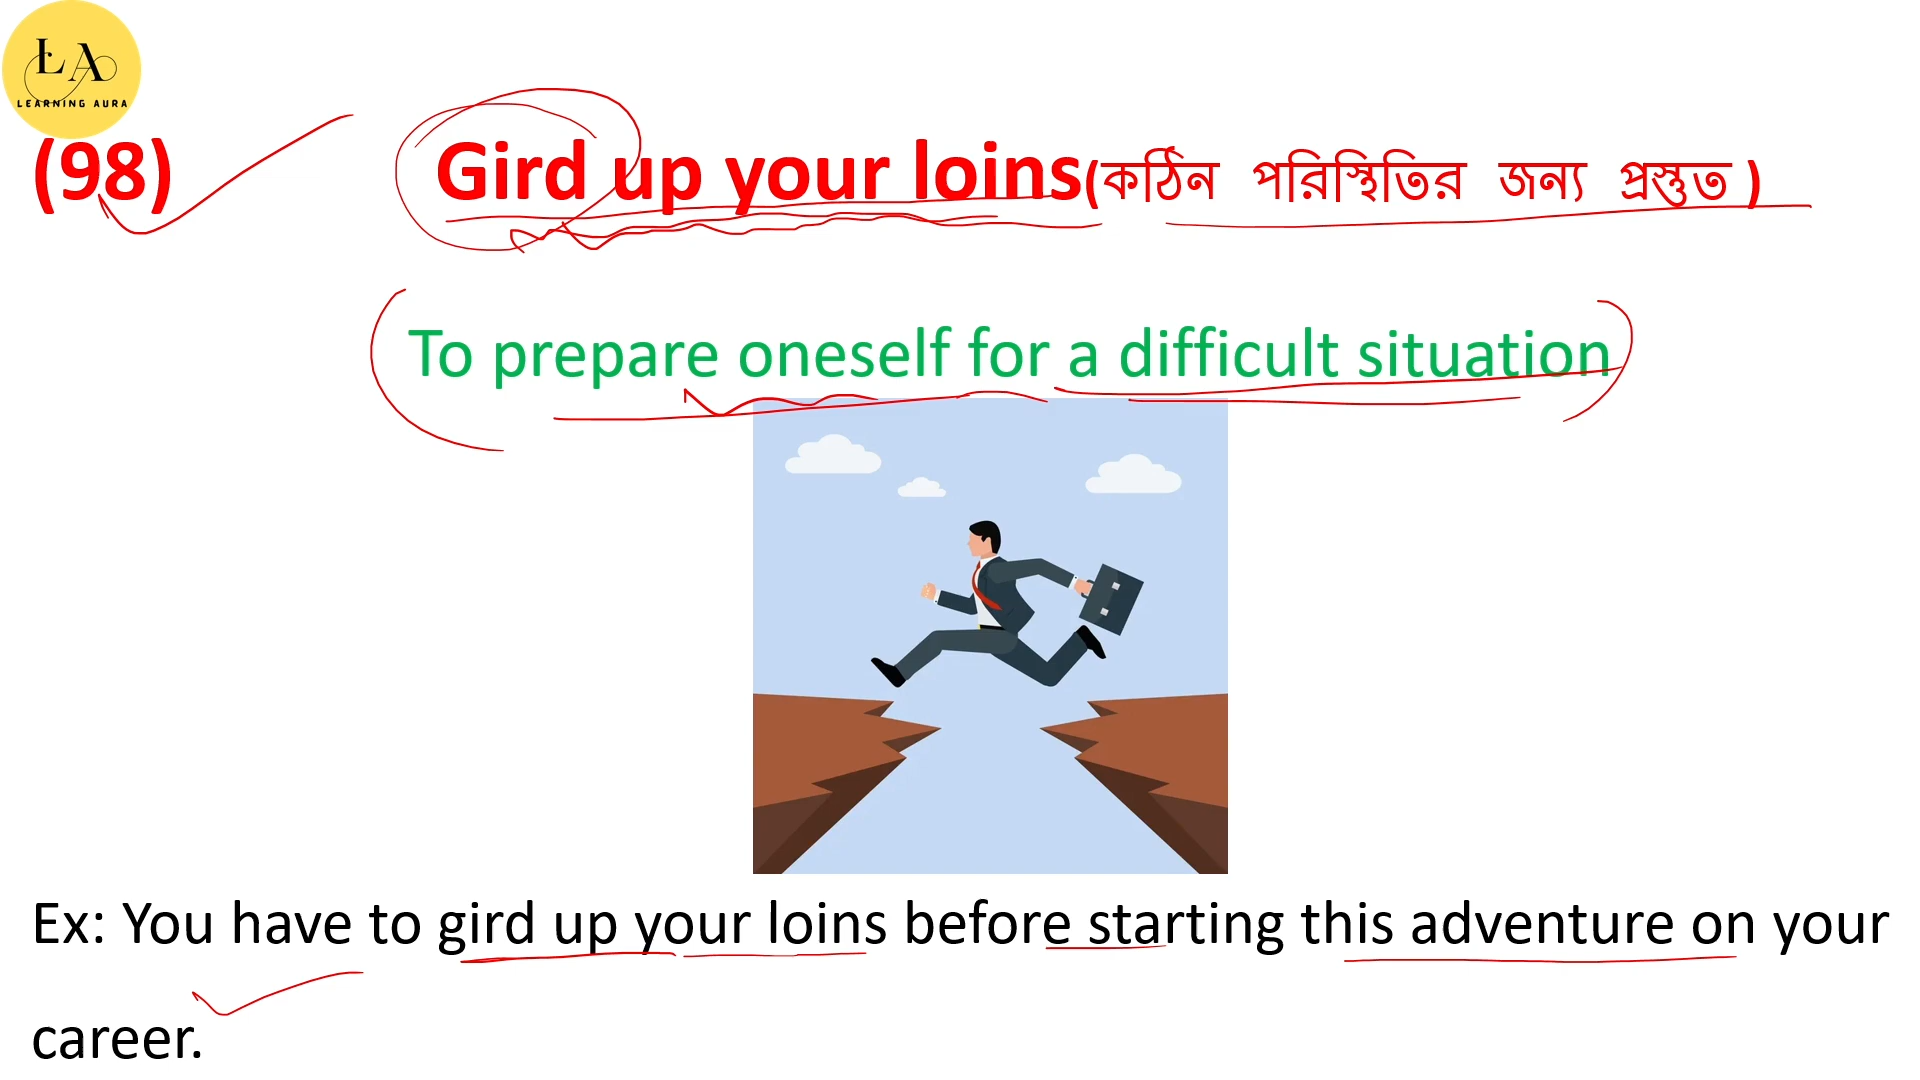 LA
LEARNING AURA
(98) Gird up your loins(কঠিন পরিস্থিতির জন্য প্রস্তুত )
To prepare oneself for a difficult situation
Ex: You have to gird up your loins before starting this adventure on your
career.